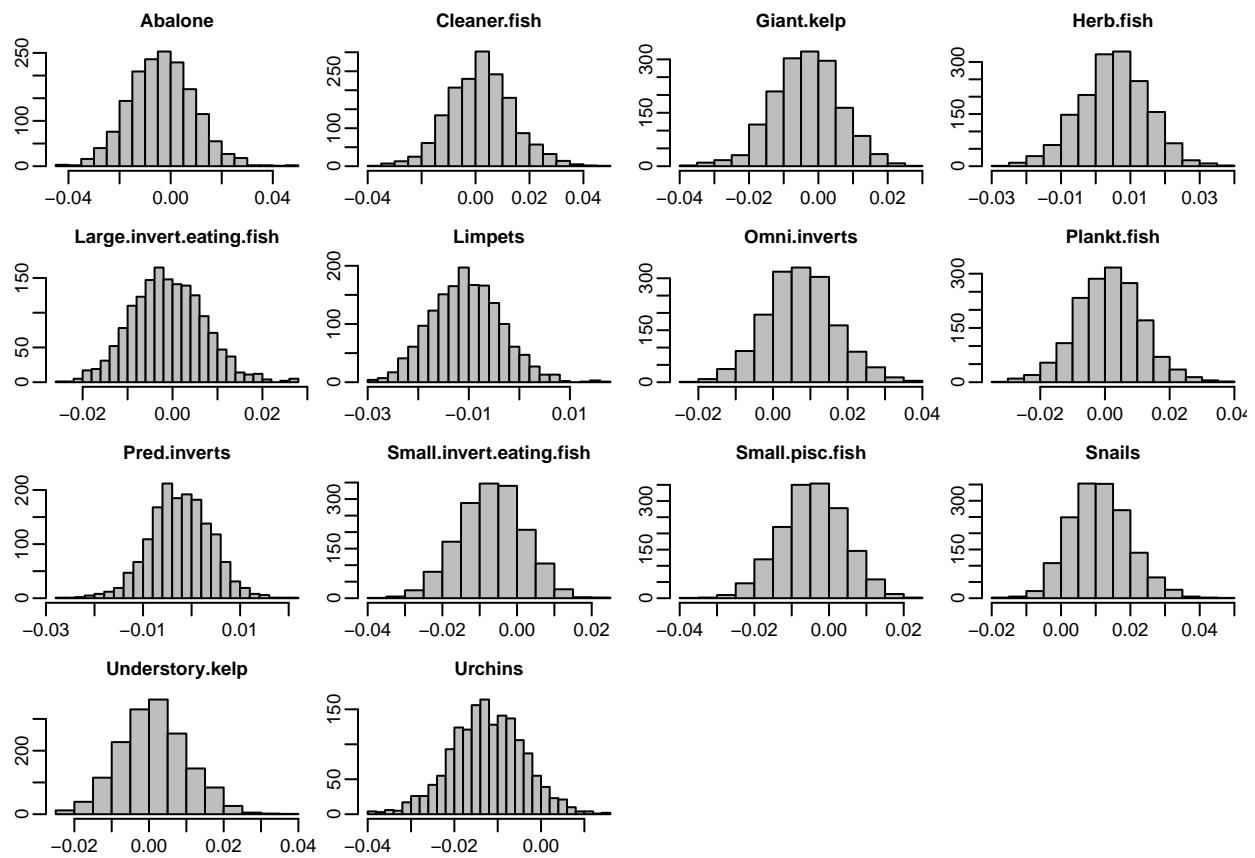 Abalone
250
100
0
−0.04 0.00 0.04
Cleaner.fish
250
100
0
−0.04 0.00 0.02 0.04
Giant.kelp
300
150
0
−0.04 −0.02 0.00 0.02
Herb.fish
300
150
0
−0.03 −0.01 0.01 0.03
Large.invert.eating.fish
150
50
0
−0.02 0.00 0.02
Limpets
200
100
0
−0.03 −0.01 0.01
Omni.inverts
300
150
0
−0.02 0.00 0.02 0.04
Plankt.fish
300
150
0
−0.02 0.00 0.02 0.04
Pred.inverts
200
100
0
−0.03 −0.01 0.01
Small.invert.eating.fish
300
150
0
−0.04 −0.02 0.00 0.02
Small.pisc.fish
300
150
0
−0.04 −0.02 0.00 0.02
Snails
300
150
0
−0.02 0.00 0.02 0.04
Understory.kelp
200
0
−0.02 0.00 0.02 0.04
Urchins
150
50
0
−0.04 −0.02 0.00